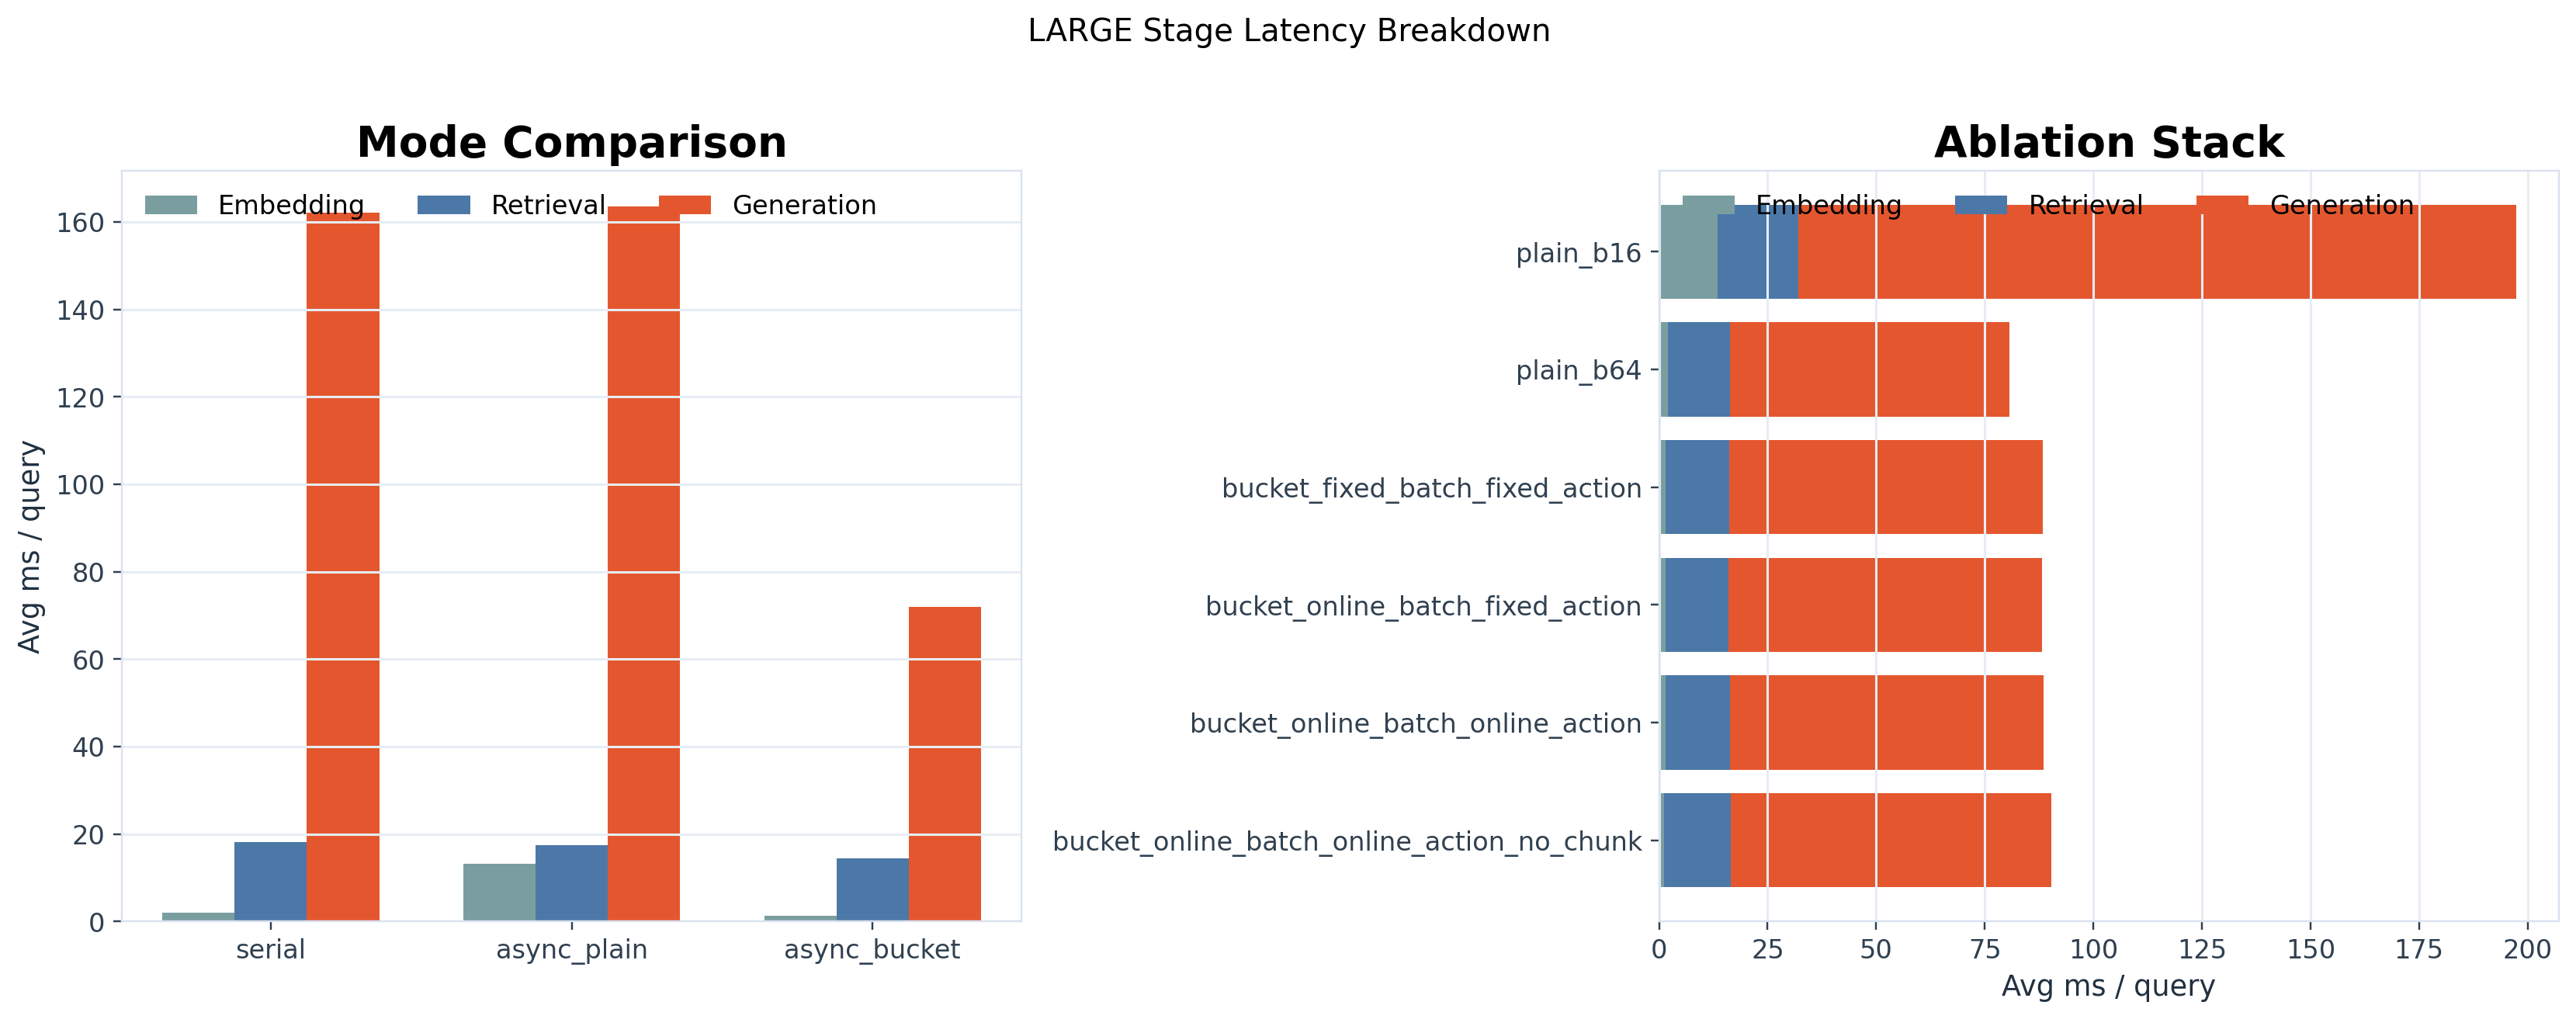 LARGE Stage Latency Breakdown
Mode Comparison
Embedding Retrieval Generation
160
140
120
100
80
60
40
20
0
Avg ms / query
serial async_plain async_bucket
Ablation Stack
Embedding Retrieval Generation
plain_b16
plain_b64
bucket_fixed_batch_fixed_action
bucket_online_batch_fixed_action
bucket_online_batch_online_action
bucket_online_batch_online_action_no_chunk
0 25 50 75 100 125 150 175 200
Avg ms / query